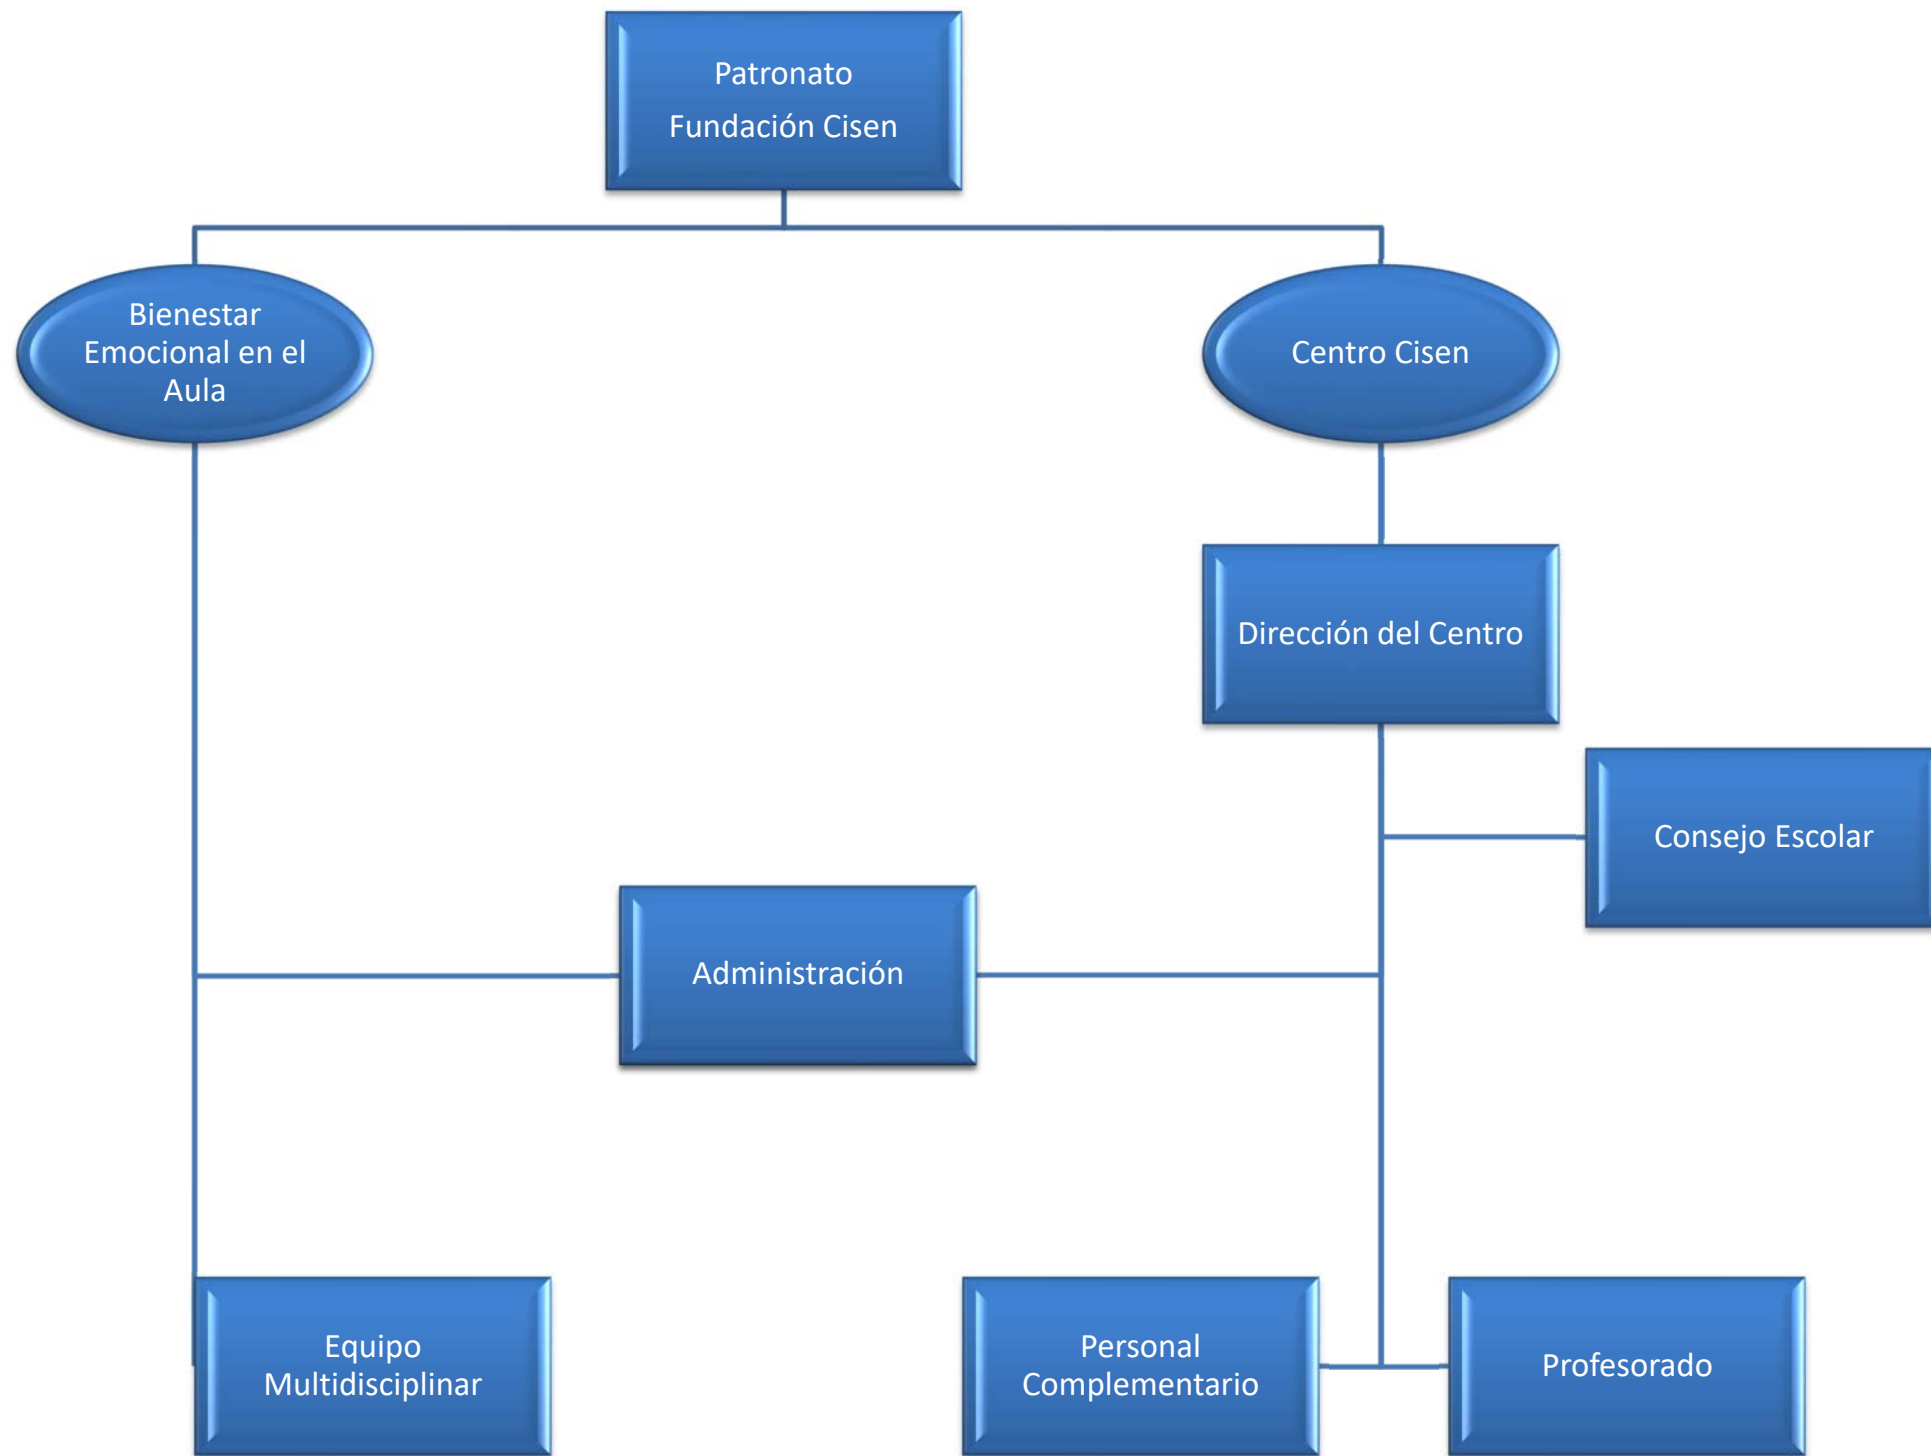 Patronato
Fundación Cisen
Bienestar
Emocional en el
Aula
Centro Cisen
Dirección del Centro
Consejo Escolar
Administración
Equipo
Multidisciplinar
Personal
Complementario
Profesorado